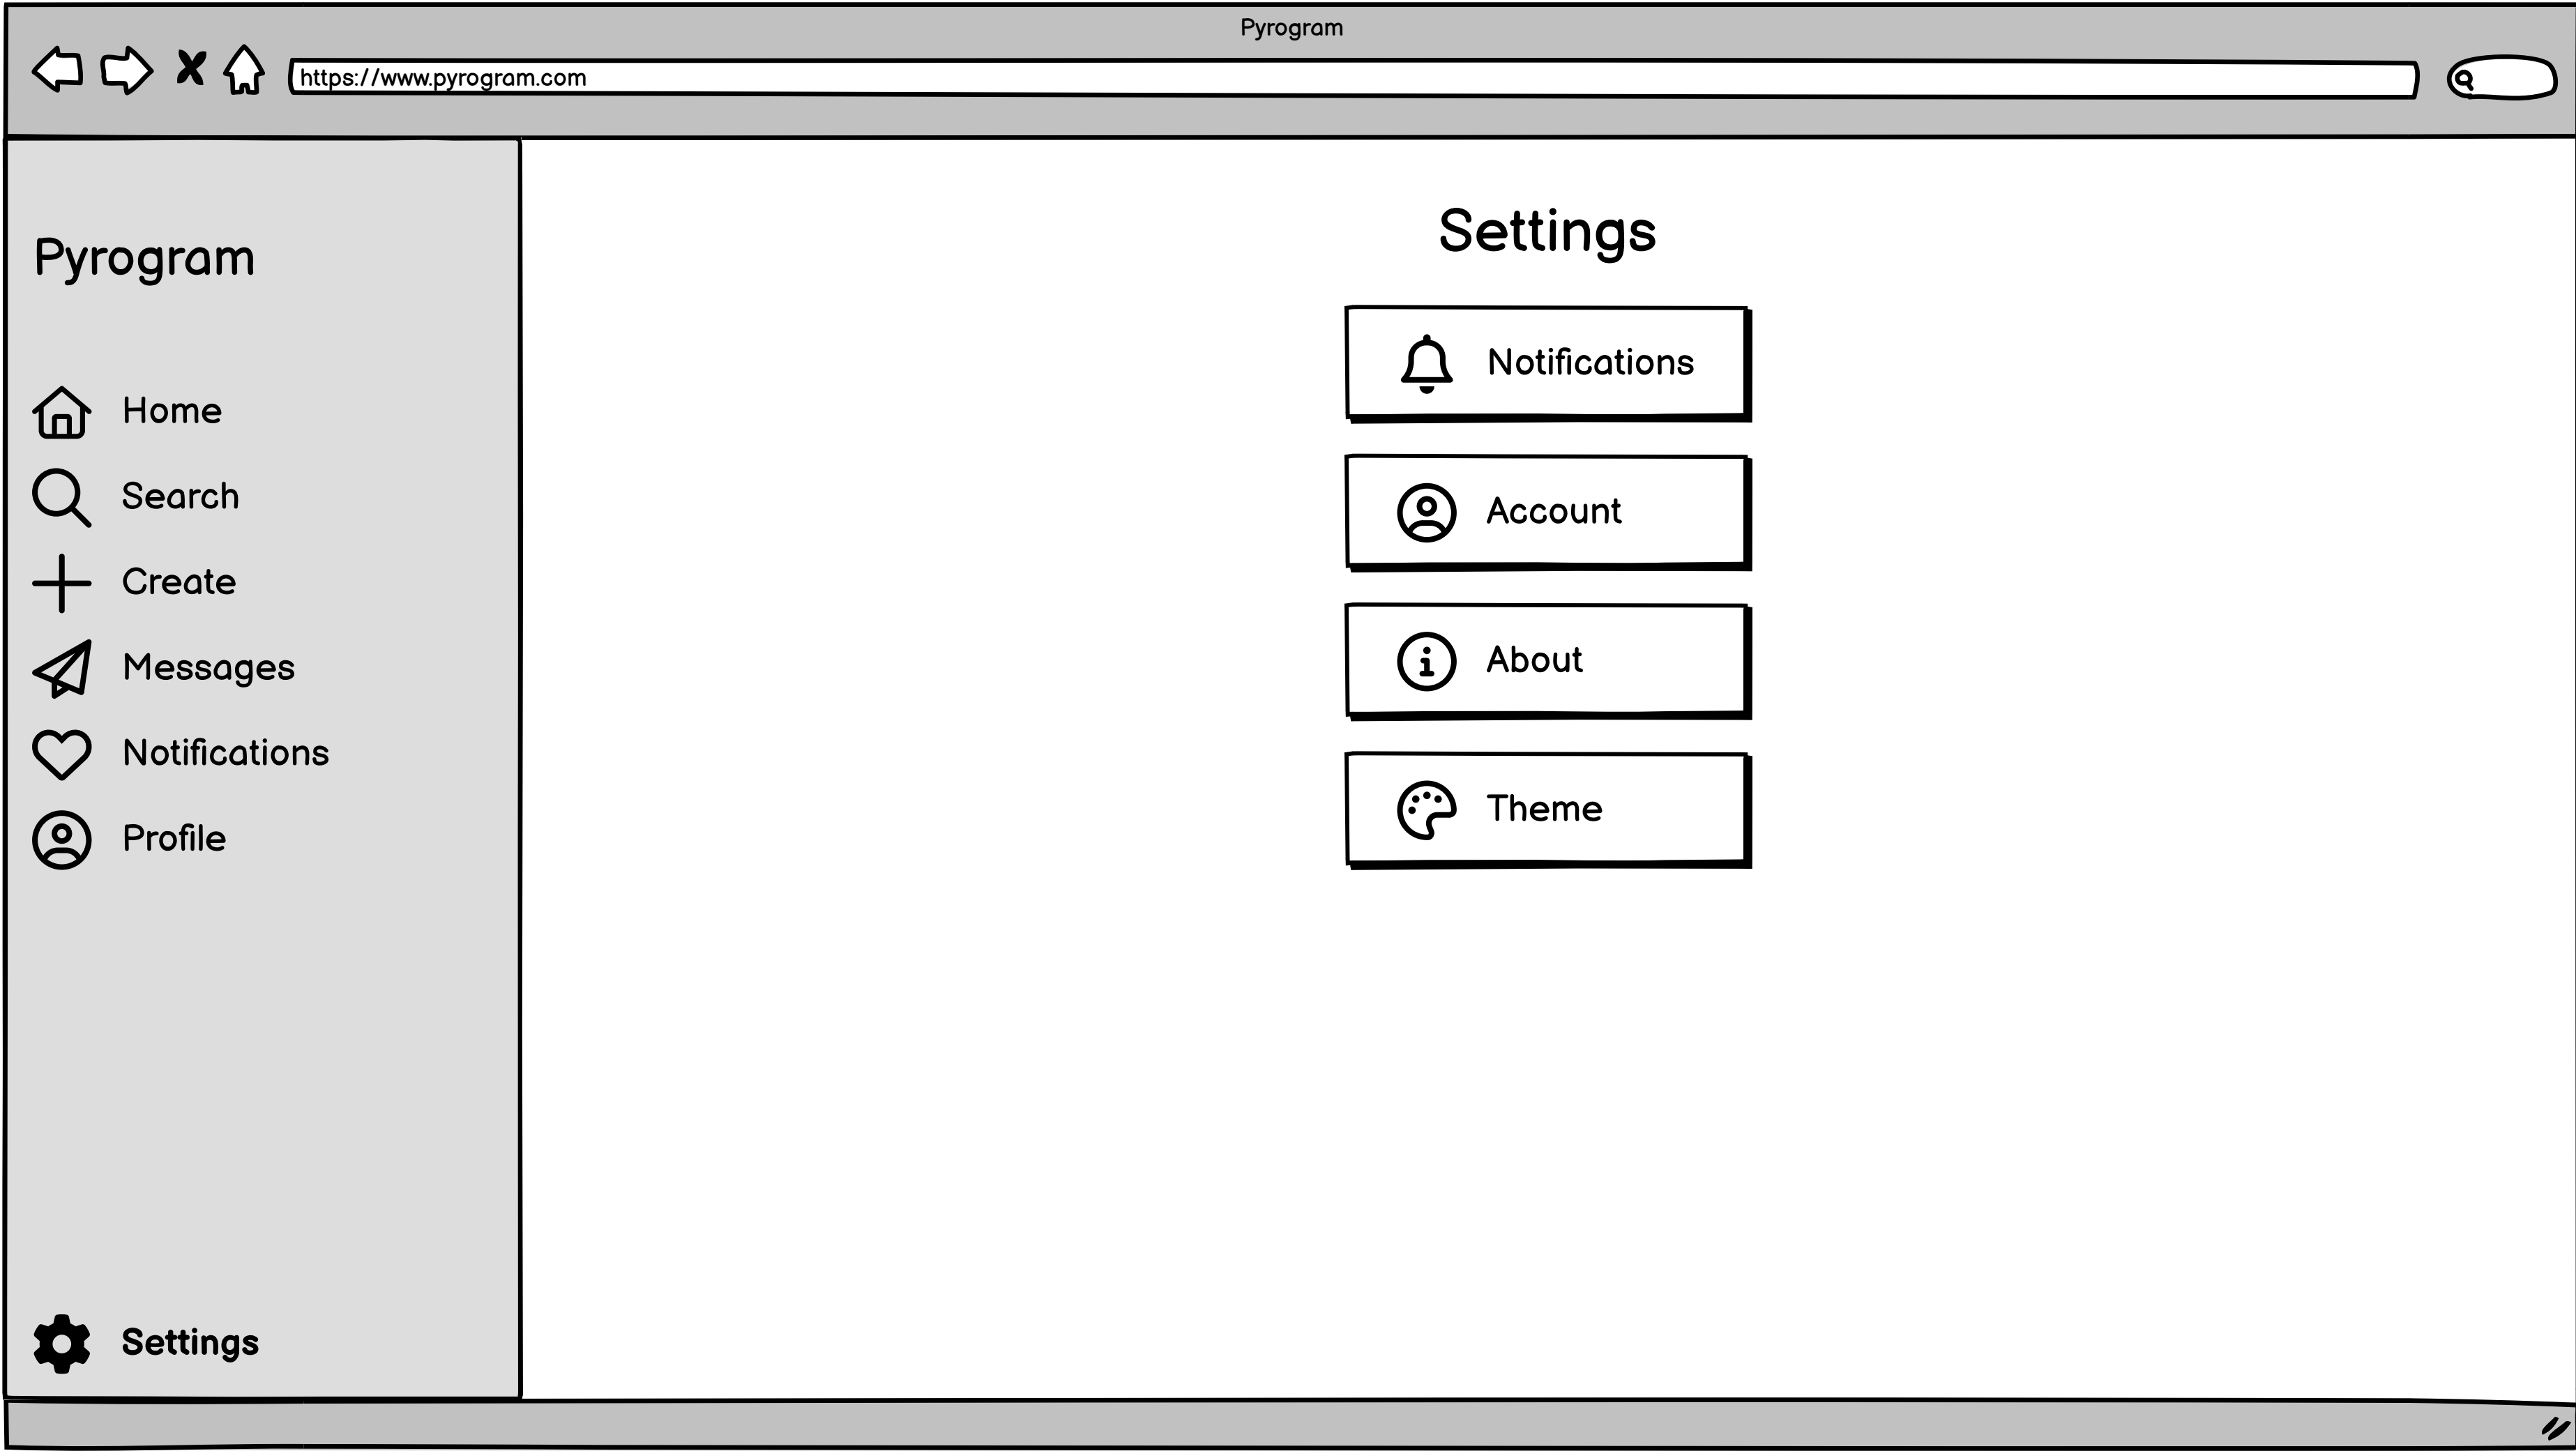 Pyrogram
https://www.pyrogram.com
Pyrogram
Home
Search
Create
Messages
Notifications
Profile
Settings
Settings
Notifications
Account
About
Theme